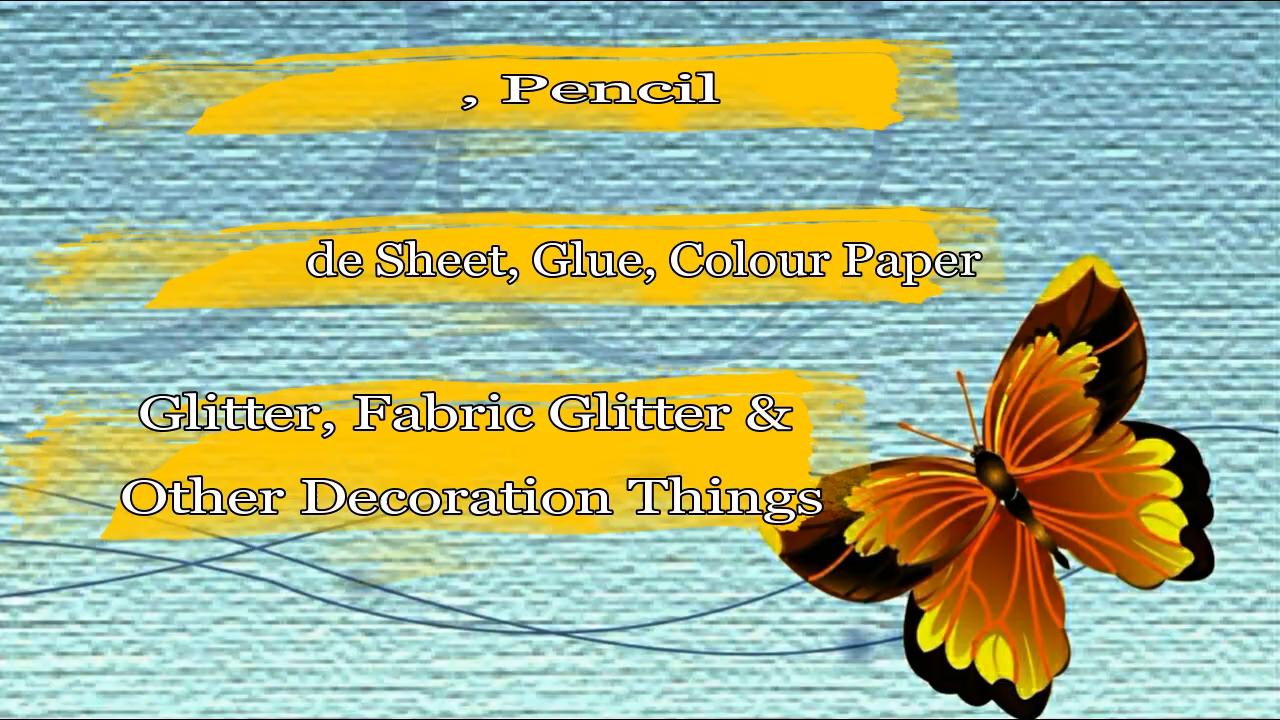 , Pencil
de Sheet, Glue, Colour Paper
Glitter, Fabric Glitter &
Other Decoration Things